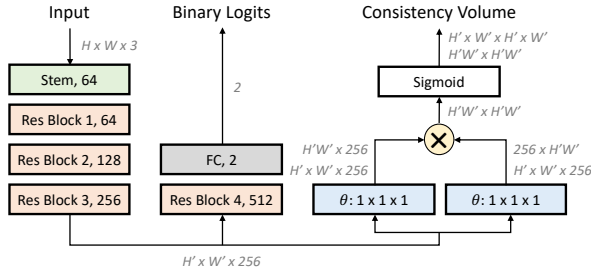 Input
Binary Logits
Consistency Volume
H x W x 3
H' x W' x H' x W'
H'W' x H'W'
Stem, 64
2
Sigmoid
Res Block 1, 64
H'W' x H'W'
Res Block 2, 128
FC, 2
H'W' x 256
H' x W' x 256
256 x H'W'
H' x W' x 256
Res Block 3, 256
Res Block 4, 512
θ: 1 x 1 x 1
θ: 1 x 1 x 1
H' x W' x 256